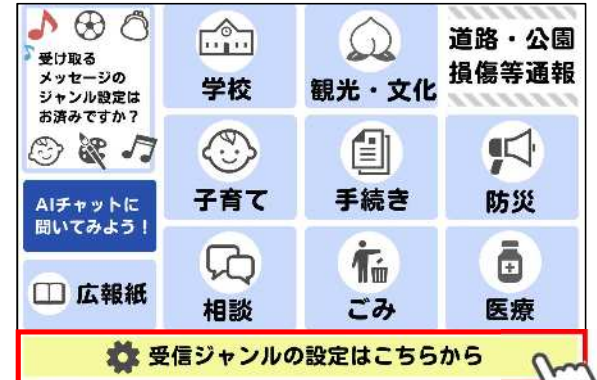 受け取る
メッセージの
ジャンル設定は
お済みですか？
学校
観光・文化
道路・公園
損傷等通報
AIチャットに
聞いてみよう！
子育て
手続き
防災
広報紙
相談
ごみ
医療
受信ジャンルの設定はこちらから